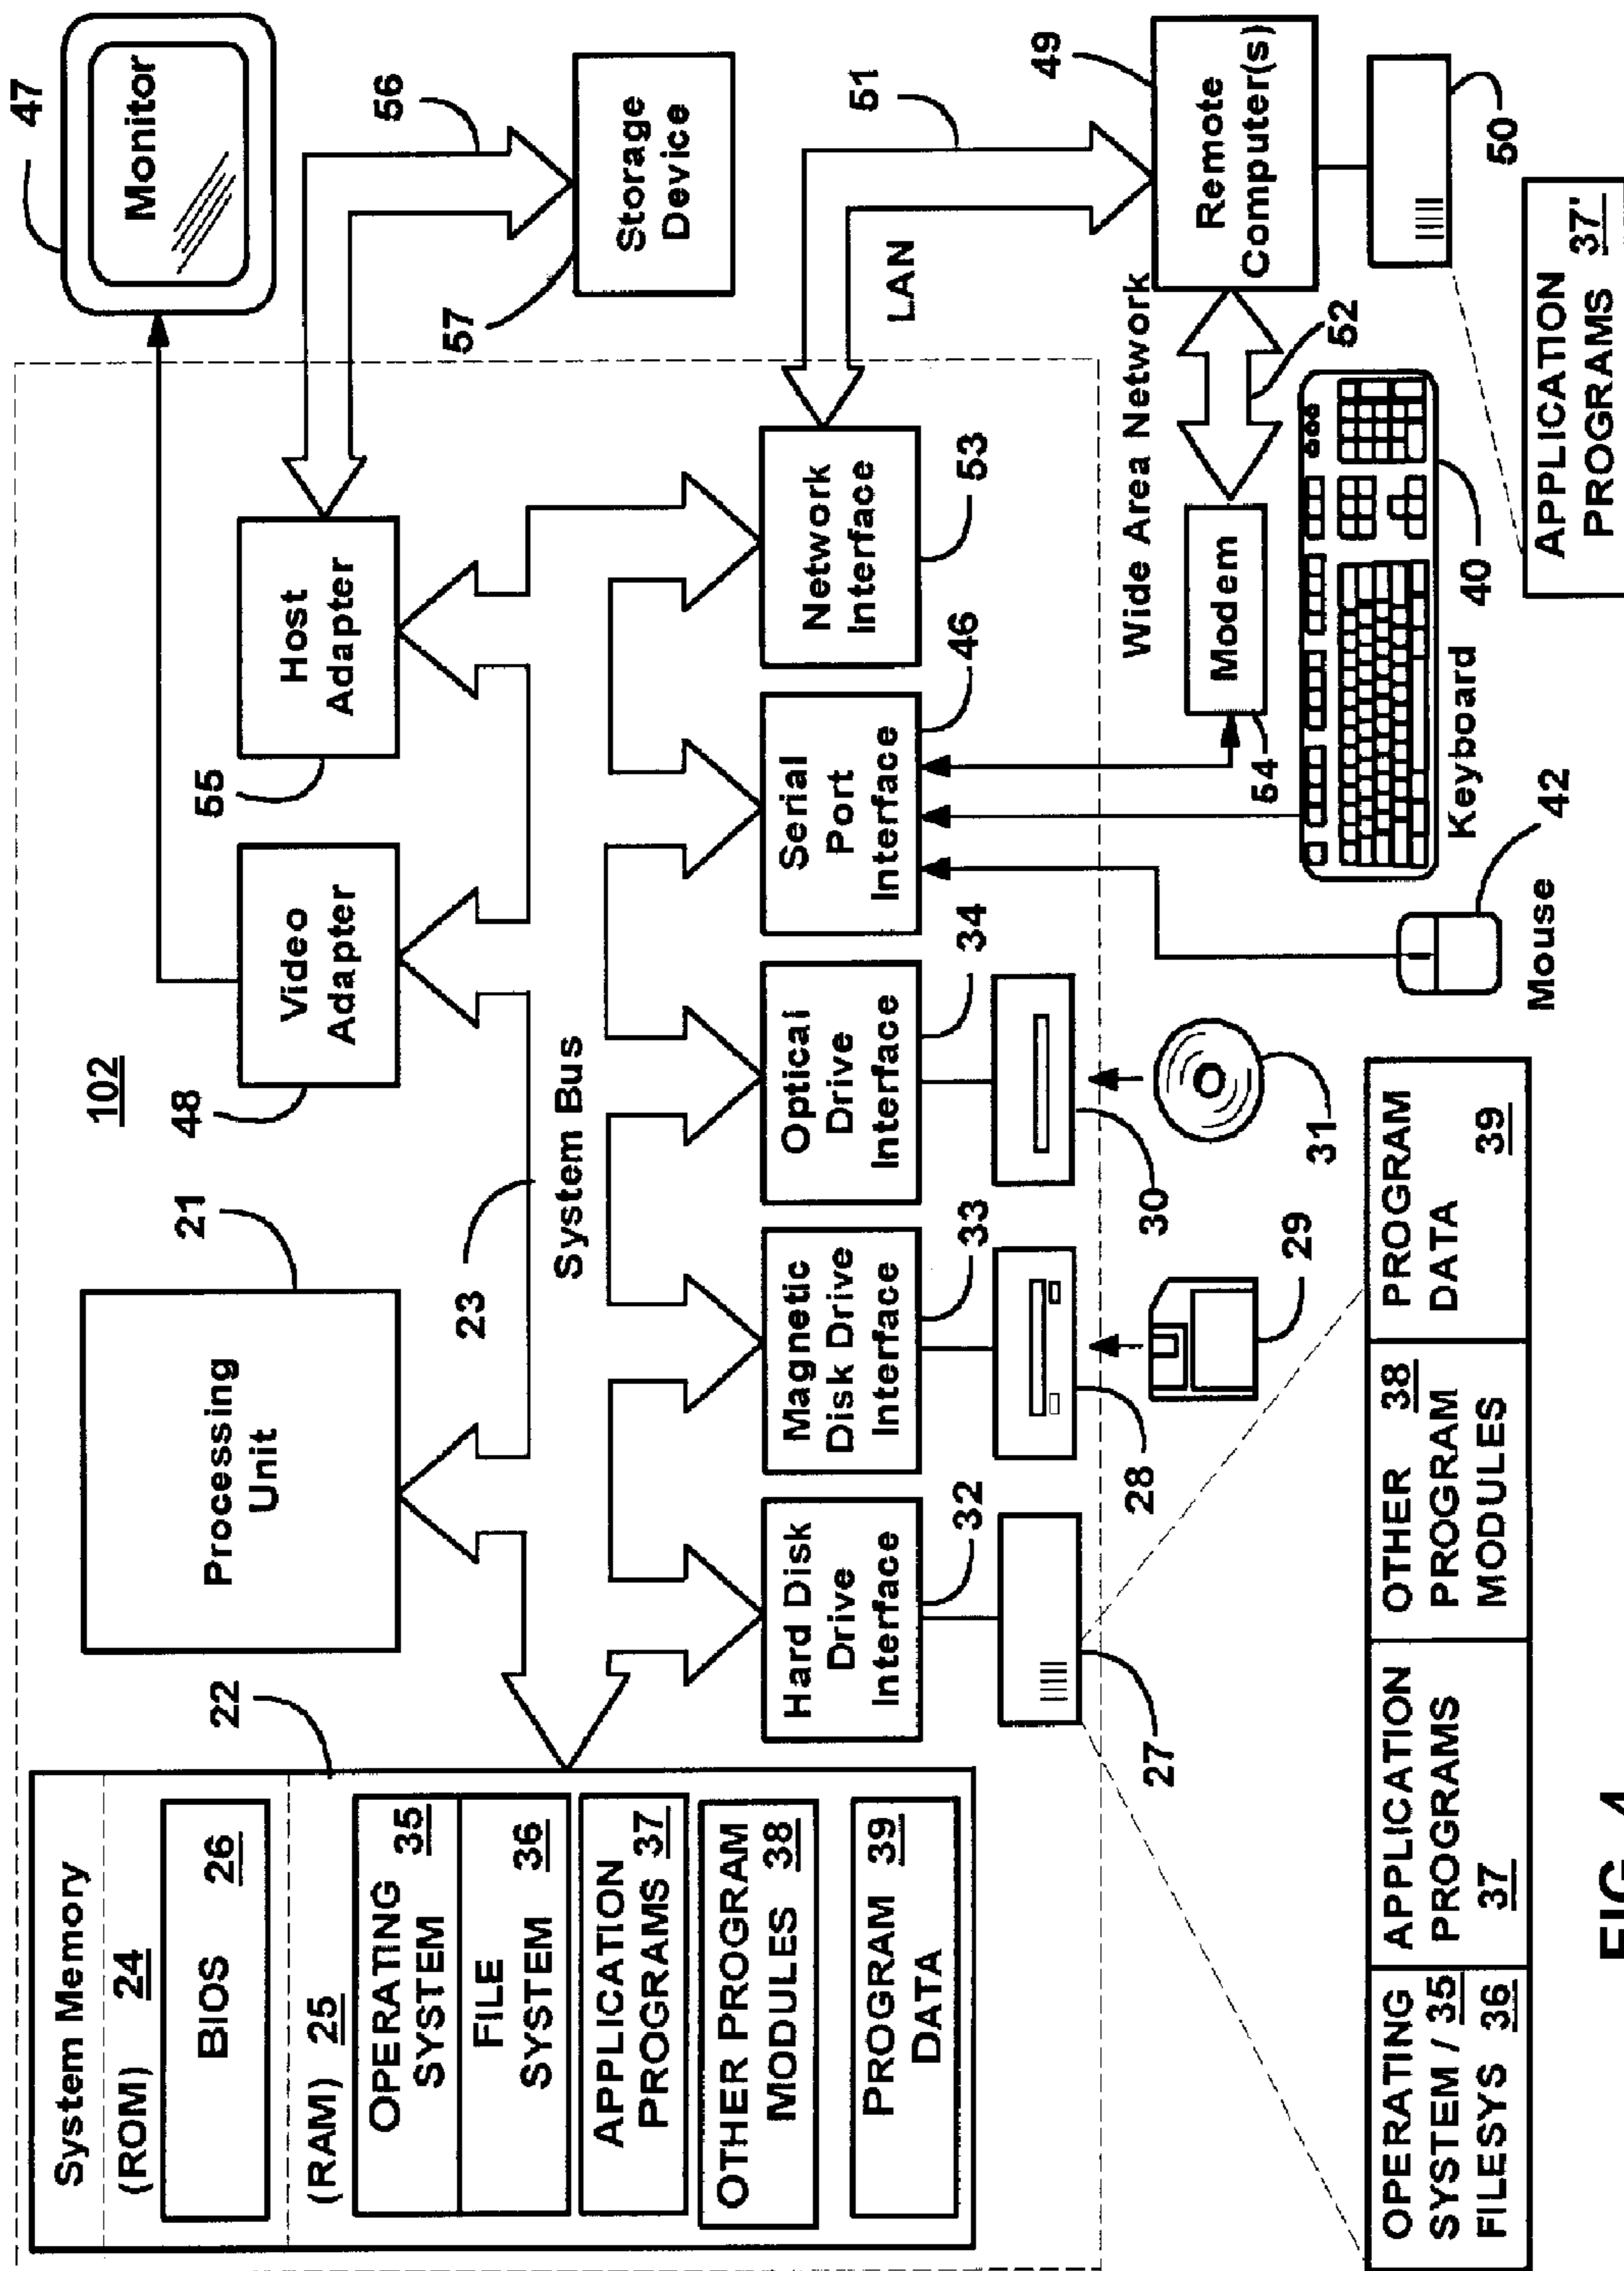 System Memory
(ROM) 24
BIOS 26
(RAM) 25
OPERATING
SYSTEM 35
FILE
SYSTEM 36
APPLICATION
PROGRAMS 37
OTHER PROGRAM
MODULES 38
PROGRAM 39
DATA
22
Processing
Unit
21
102
Video
Adapter
48
Host
Adapter
55
47
Monitor
56
23
System Bus
57
Storage
Device
Hard Disk
Drive
Interface
32
Magnetic
Disk Drive
Interface
33
Optical
Drive
Interface
34
Serial
Port
Interface
46
Network
Interface
53
LAN
51
27
28
29
30
31
Wide Area Network
Modem
54
52
Remote
Computer(s)
49
50
Keyboard
40
Mouse
42
OPERATING
SYSTEM / 35
FILESYS 36
APPLICATION
PROGRAMS
37
OTHER 38
PROGRAM
MODULES
PROGRAM
DATA
39
APPLICATION
PROGRAMS 37'